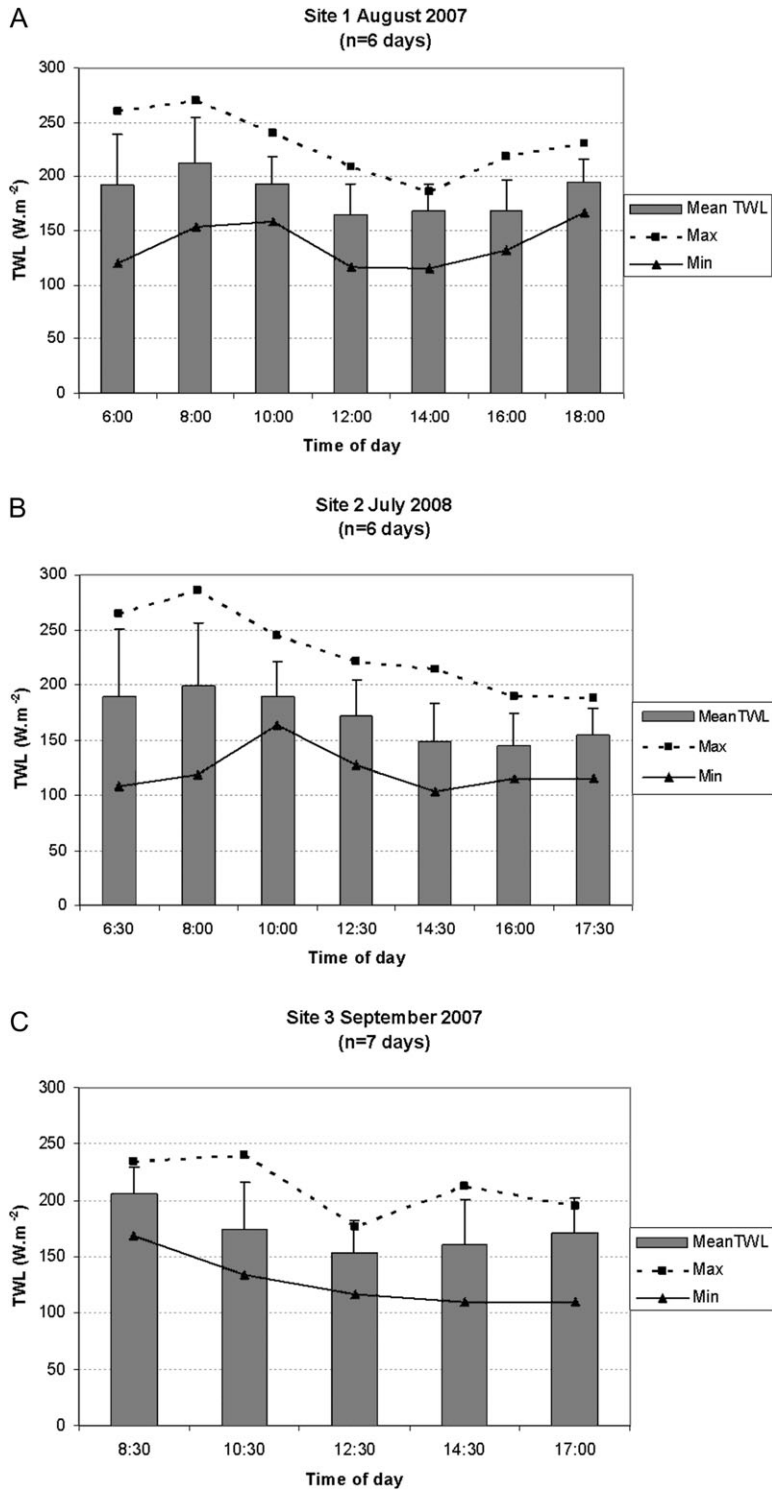 A
Site 1 August 2007
(n=6 days)
300
250
200
150
100
50
0
TWL (W.m-2)
6:00 8:00 10:00 12:00 14:00 16:00 18:00
Time of day
Mean TWL
Max
Min
B
Site 2 July 2008
(n=6 days)
300
250
200
150
100
50
0
TWL (W.m-2)
6:30 8:00 10:00 12:30 14:30 16:00 17:30
Time of day
MeanTWL
Max
Min
C
Site 3 September 2007
(n=7 days)
300
250
200
150
100
50
0
TWL (W.m-2)
8:30 10:30 12:30 14:30 17:00
Time of day
MeanTWL
Max
Min